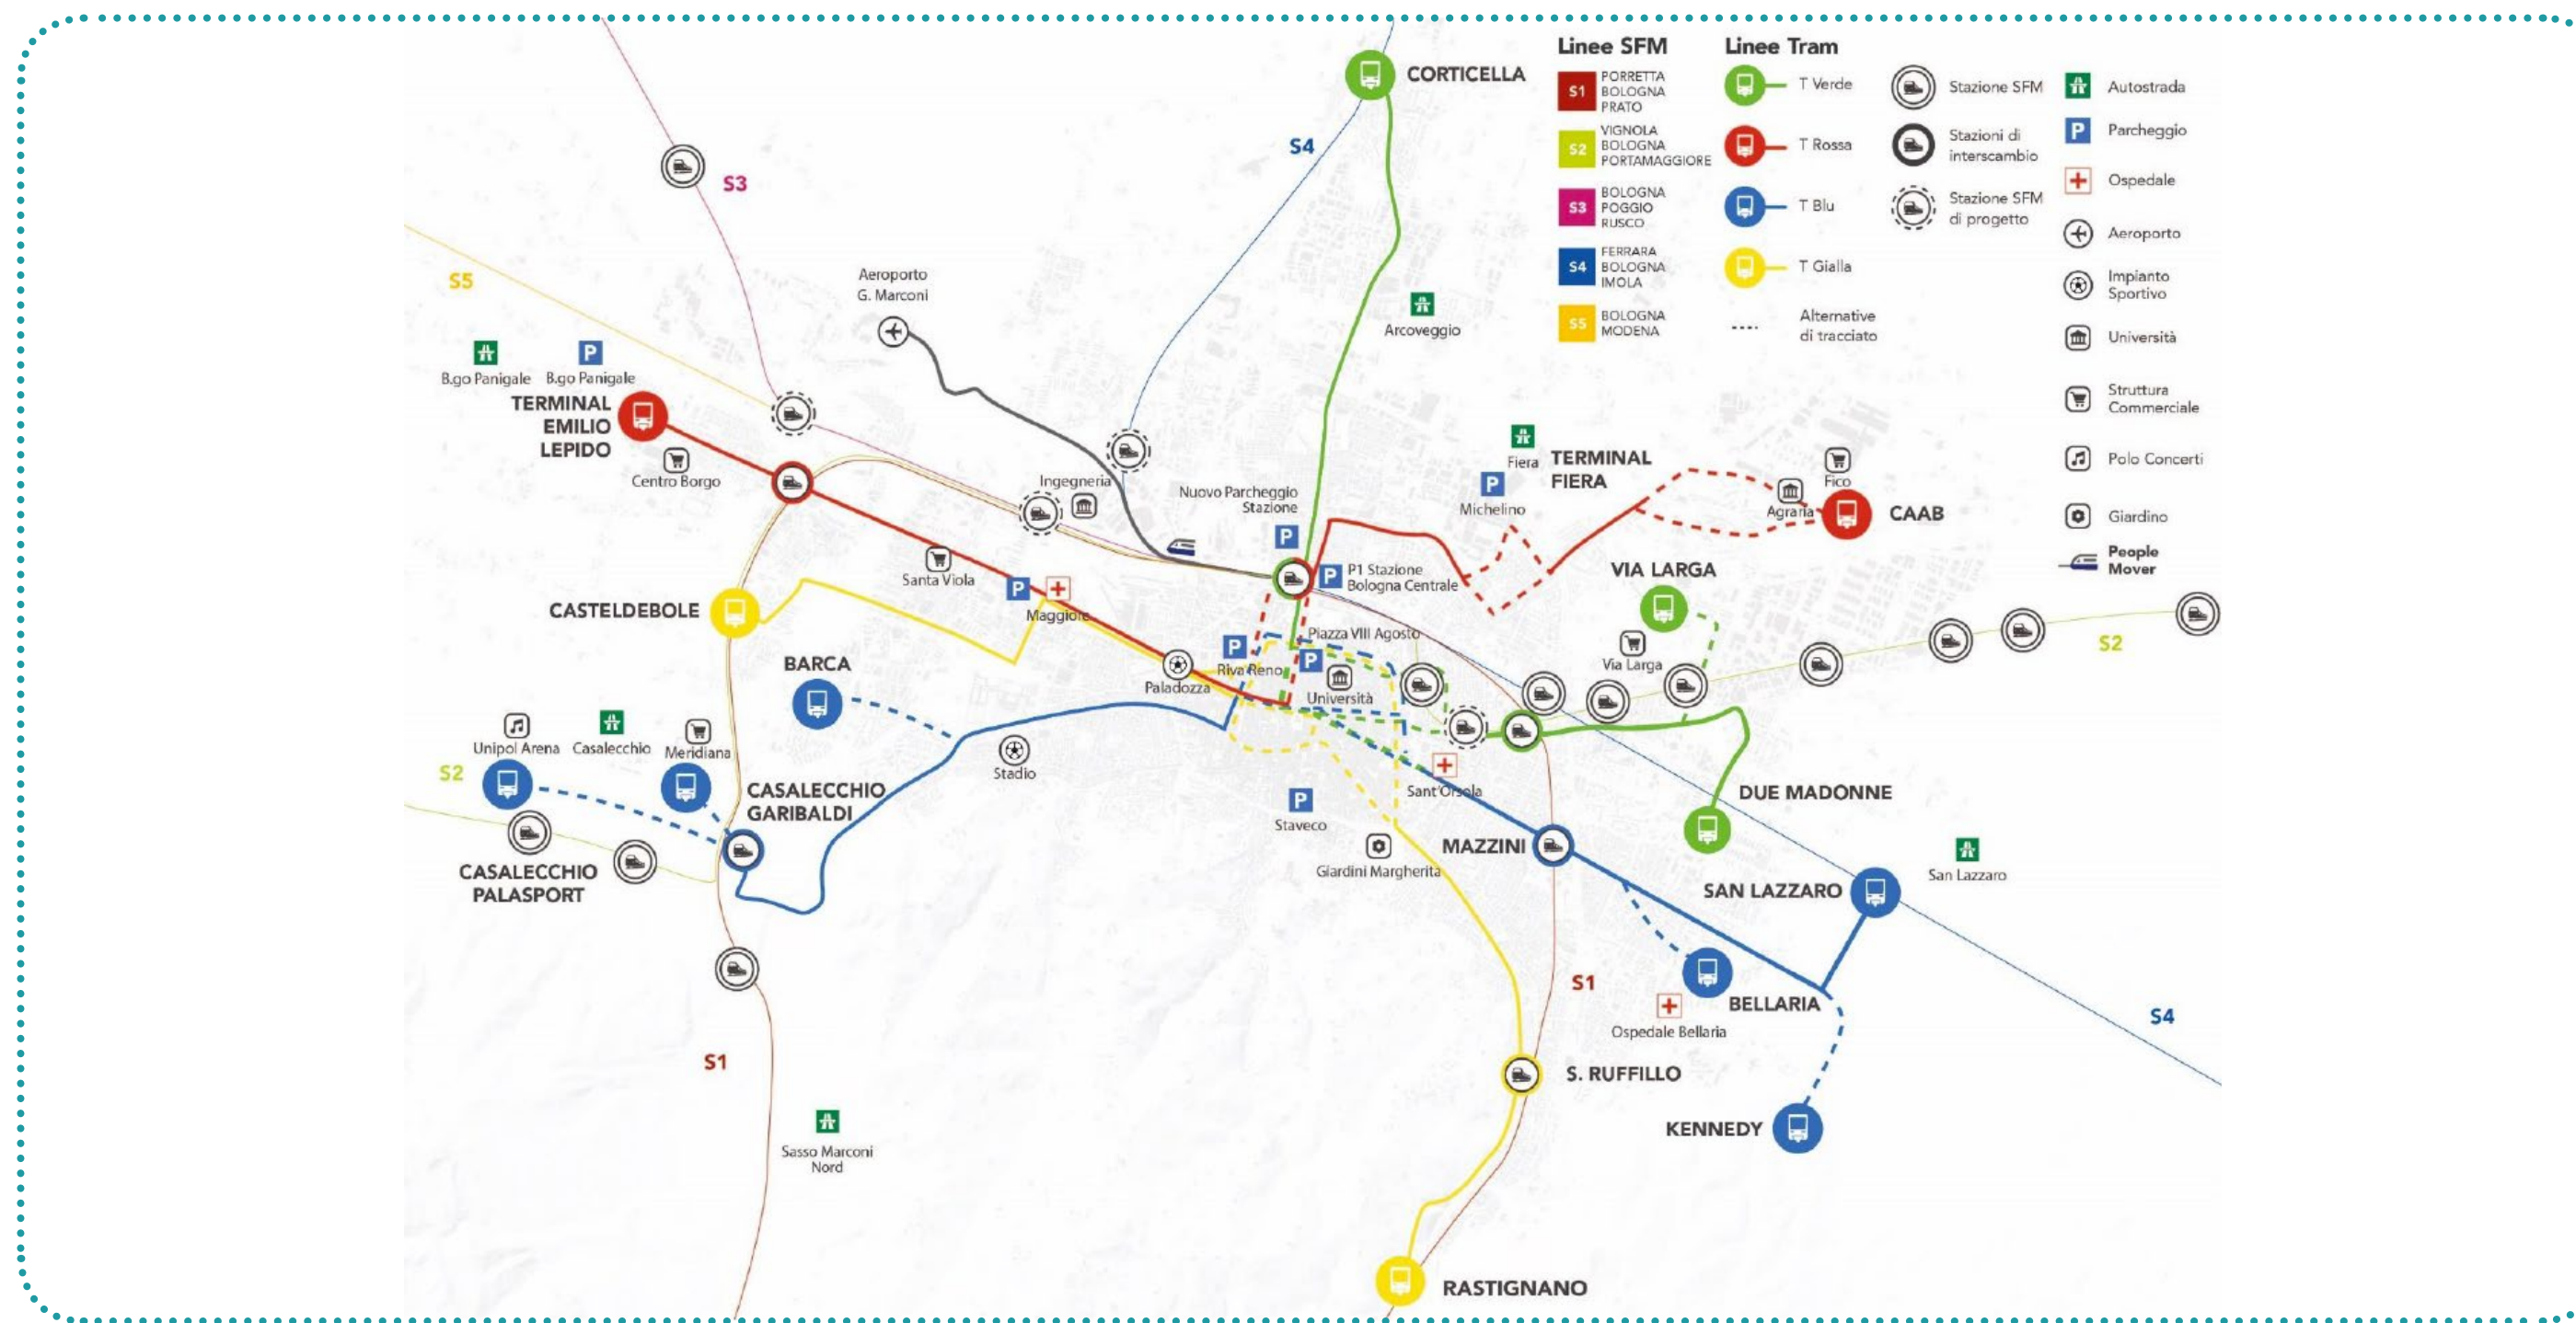 CORTICELLA
S4
S3
S5
Aeroporto
G. Marconi
Arcoveggio
B.go Panigale
B.go Panigale
TERMINAL
EMILIO
LEPIDO
Centro Borgo
Ingegneria
Nuovo Parcheggio
Stazione
Fiera
TERMINAL
FIERA
Michelino
Fico
Agraria
CAAB
Santa Viola
Maggiore
P1 Stazione
Bologna Centrale
VIA LARGA
CASTELDEBOLE
Piazza VIII Agosto
Riva Reno
Via Larga
S2
BARCA
Paladozza
Università
Unipol Arena
Casalecchio
Meridiana
Stadio
S2
CASALECCHIO
GARIBALDI
Sant'Orsola
DUE MADONNE
Staveco
MAZZINI
Giardini Margherita
CASALECCHIO
PALASPORT
SAN LAZZARO
San Lazzaro
S1
BELLARIA
Ospedale Bellaria
S4
S1
S. RUFFILLO
KENNEDY
Sasso Marconi
Nord
RASTIGNANO
Linee SFM
S1
PORRETTA
BOLOGNA
PRATO
S2
VIGNOLA
BOLOGNA
PORTAMAGGIORE
S3
BOLOGNA
POGGIO
RUSCO
S4
FERRARA
BOLOGNA
IMOLA
S5
BOLOGNA
MODENA
Linee Tram
T Verde
T Rossa
T Blu
T Gialla
Alternative
di tracciato
Stazione SFM
Stazioni di
interscambio
Stazione SFM
di progetto
Autostrada
P
Parcheggio
Ospedale
Aeroporto
Impianto
Sportivo
Università
Struttura
Commerciale
Polo Concerti
Giardino
People
Mover
P
P
P
P
P
P
P
P